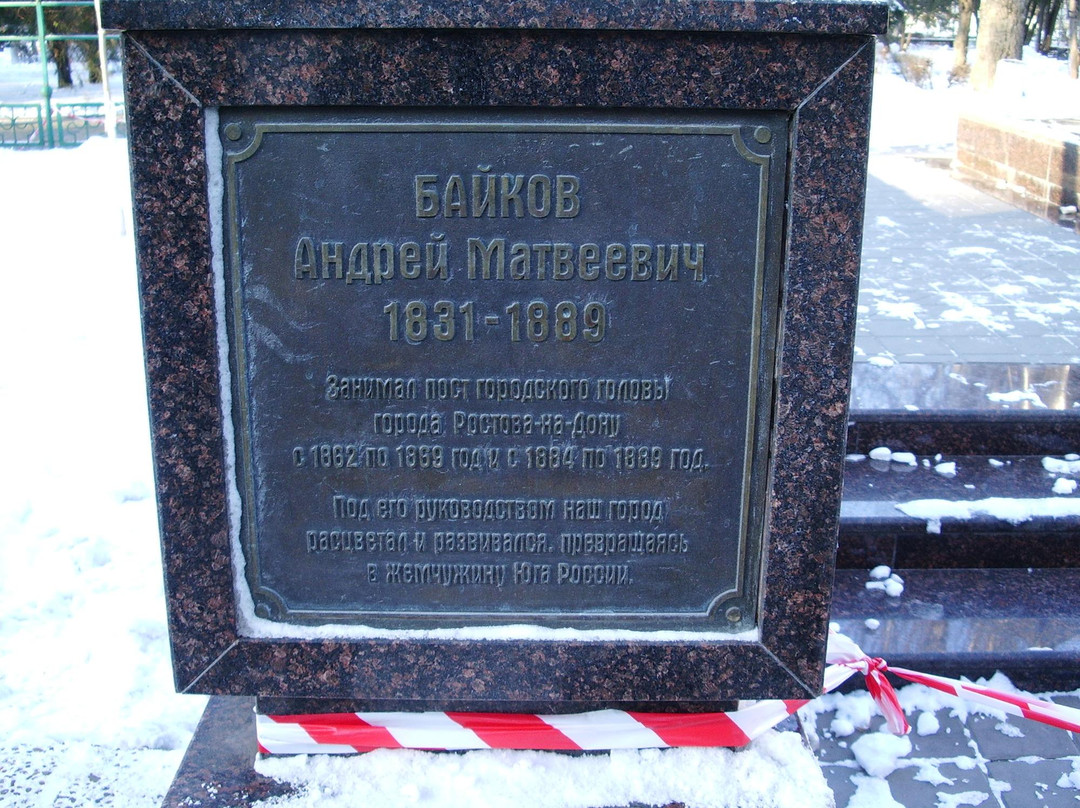 БАЙКОВ
Андрей Матвеевич
1831-1889
Занимал пост городского головы
города Ростова-на-Дону
с 1862 по 1869 год и с 1884 по 1889 год.
Под его руководством наш город
расцветал и развивался, превращаясь
в жемчужину Юга России.